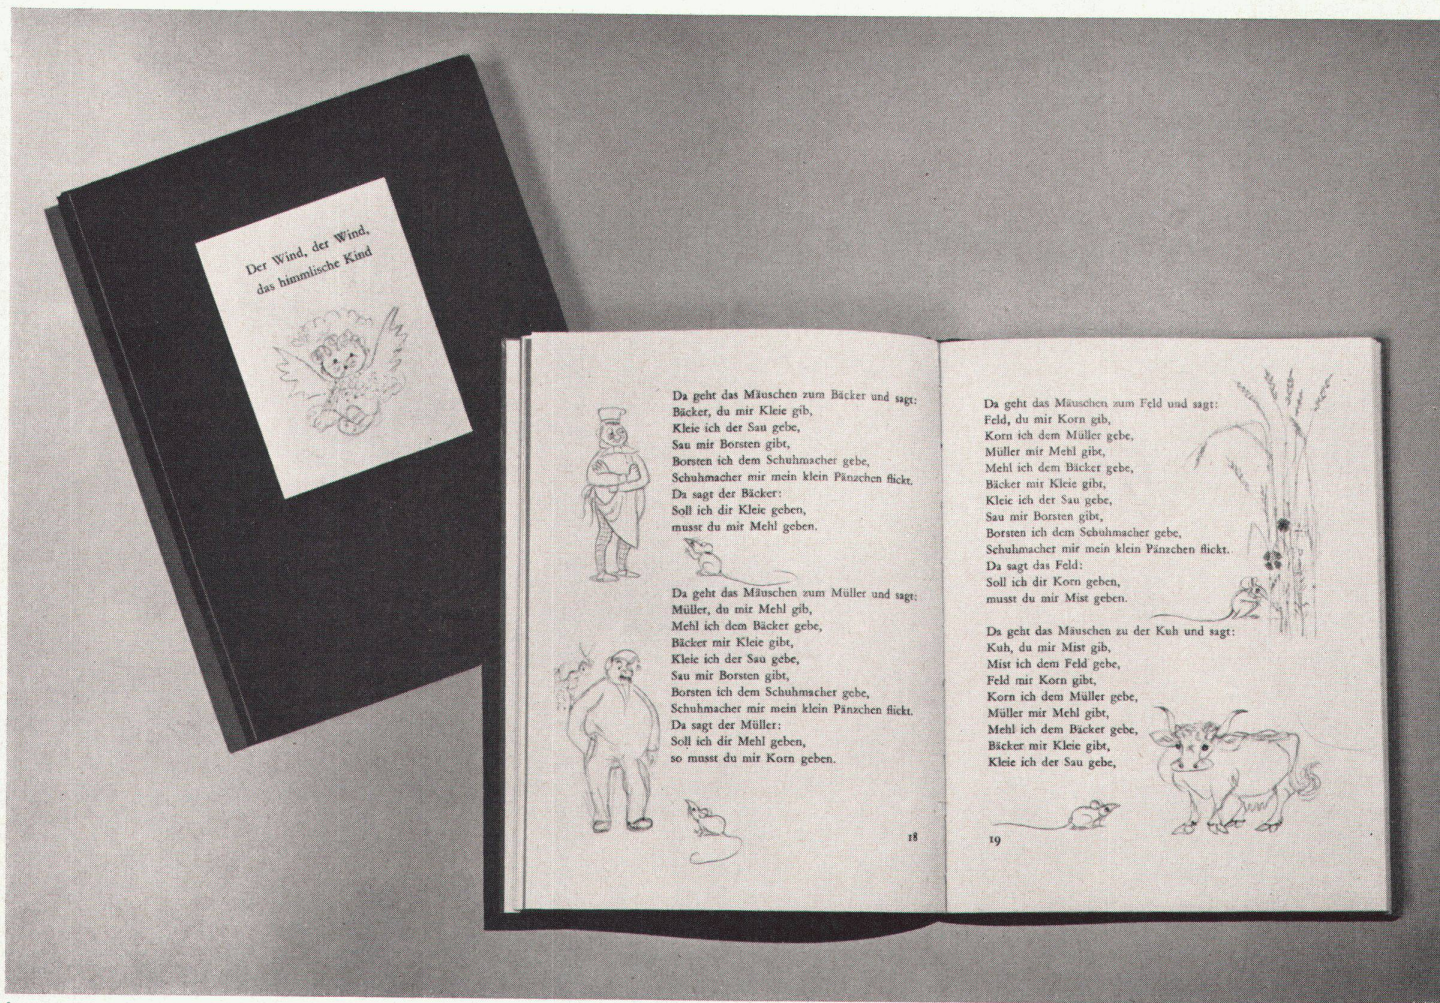 Der Wind, der Wind,
das himmlische Kind
Da geht das Mäuschen zum Bäcker und sagt:
Bäcker, du mir Kleie gib,
Kleie ich der Sau gebe,
Sau mir Borsten gibt,
Borsten ich dem Schuhmacher gebe,
Schuhmacher mir mein klein Pänzchen flickt.
Da sagt der Bäcker:
Soll ich dir Kleie geben,
musst du mir Mehl geben.
Da geht das Mäuschen zum Müller und sagt:
Müller, du mir Mehl gib,
Mehl ich dem Bäcker gebe,
Bäcker mir Kleie gibt,
Kleie ich der Sau gebe,
Sau mir Borsten gibt,
Borsten ich dem Schuhmacher gebe,
Schuhmacher mir mein klein Pänzchen flickt.
Da sagt der Müller:
Soll ich dir Mehl geben,
so musst du mir Korn geben.
18
Da geht das Mäuschen zum Feld und sagt:
Feld, du mir Korn gib,
Korn ich dem Müller gebe,
Müller mir Mehl gibt,
Mehl ich dem Bäcker gebe,
Bäcker mir Kleie gibt,
Kleie ich der Sau gebe,
Sau mir Borsten gibt,
Borsten ich dem Schuhmacher gebe,
Schuhmacher mir mein klein Pänzchen flickt.
Da sagt das Feld:
Soll ich dir Korn geben,
musst du mir Mist geben.
Da geht das Mäuschen zu der Kuh und sagt:
Kuh, du mir Mist gib,
Mist ich dem Feld gebe,
Feld mir Korn gibt,
Korn ich dem Müller gebe,
Müller mir Mehl gibt,
Mehl ich dem Bäcker gebe,
Bäcker mir Kleie gibt,
Kleie ich der Sau gebe,
19